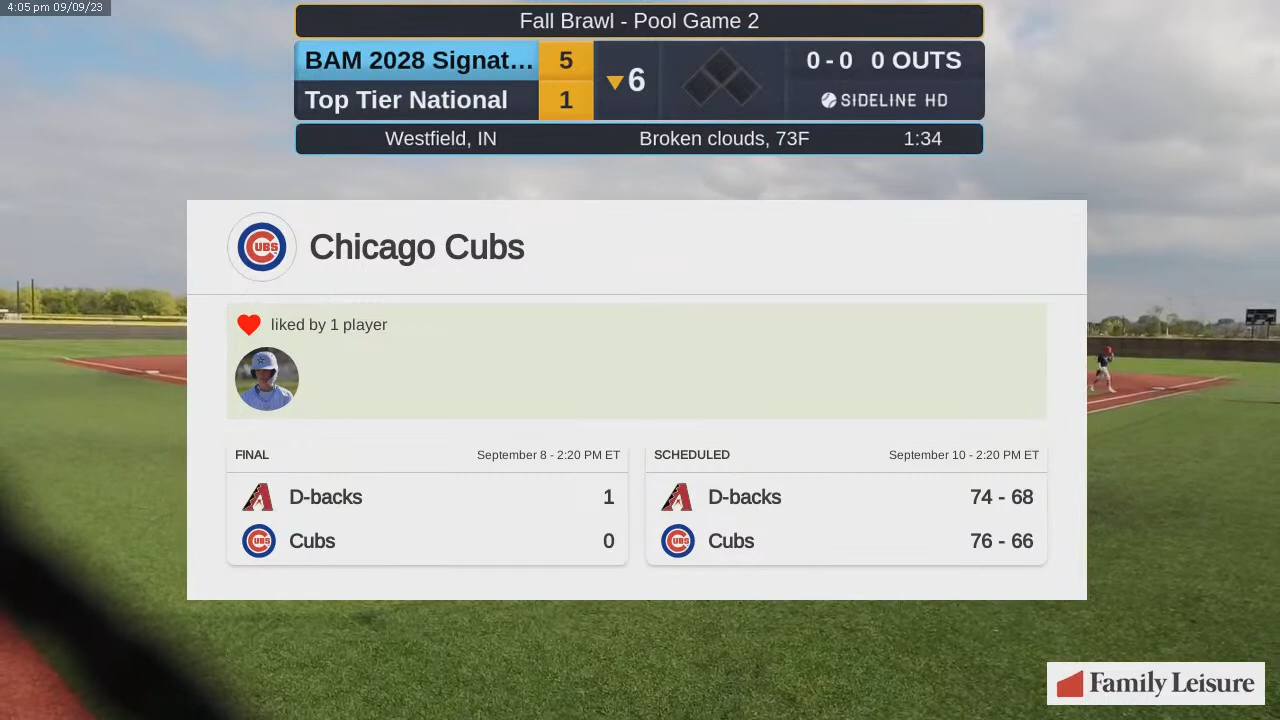 4:05 pm 09/09/23
Fall Brawl - Pool Game 2
BAM 2028 Signat... 5
6
0 - 0 0 OUTS
Top Tier National 1
SIDELINE HD
Westfield, IN Broken clouds, 73F 1:34
CUBS Chicago Cubs
liked by 1 player
FINAL September 8 - 2:20 PM ET
D-backs 1
CUBS Cubs 0
SCHEDULED September 10 - 2:20 PM ET
D-backs 74 - 68
CUBS Cubs 76 - 66
Family Leisure